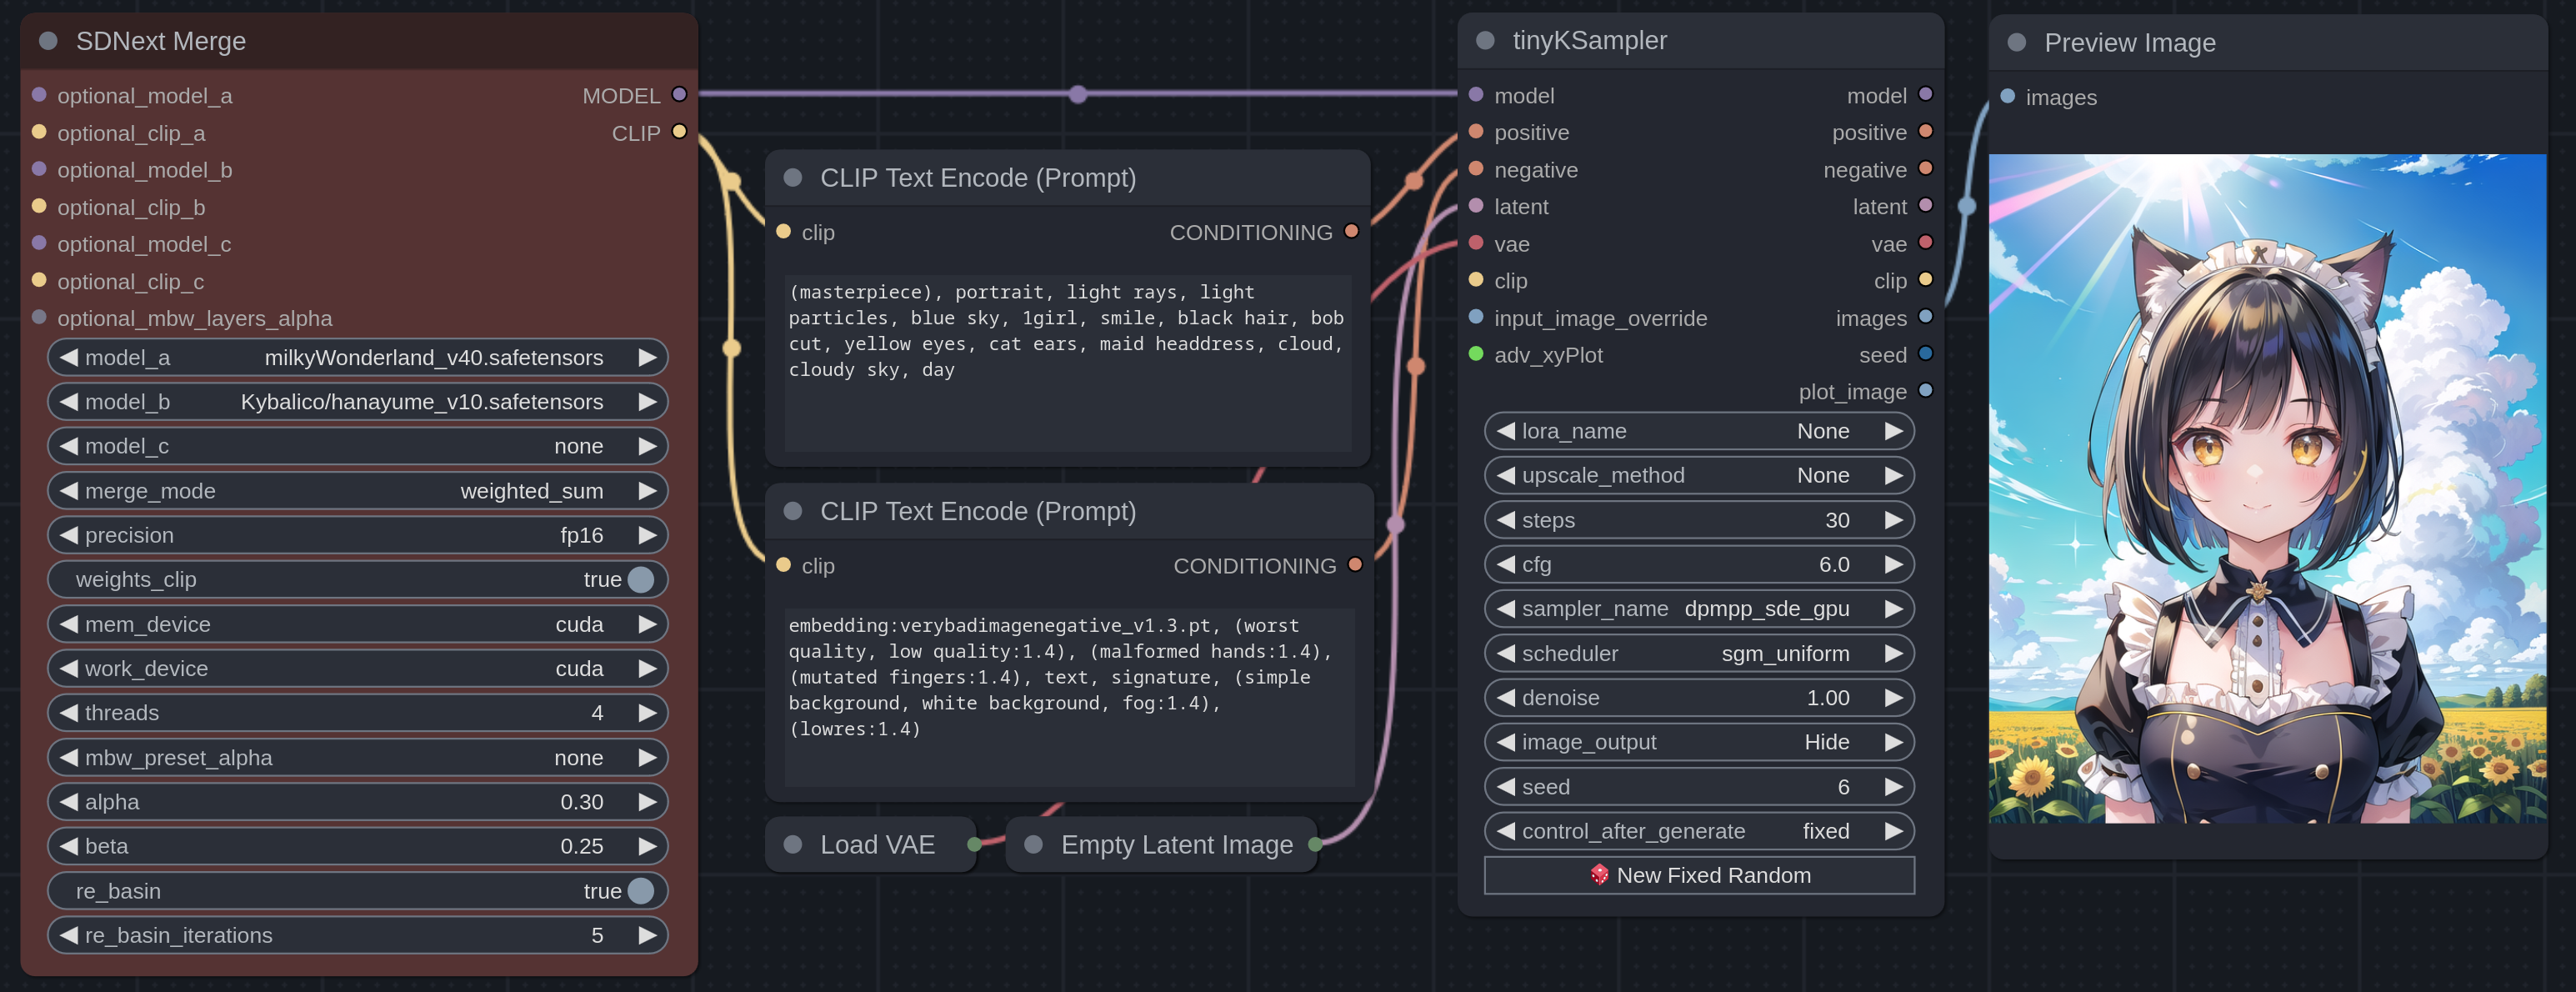 SDNext Merge
optional_model_a MODEL
optional_clip_a CLIP
optional_model_b
optional_clip_b
optional_model_c
optional_clip_c
optional_mbw_layers_alpha
model_a milkyWonderland_v40.safetensors
model_b Kybalico/hanayume_v10.safetensors
model_c none
merge_mode weighted_sum
precision fp16
weights_clip true
mem_device cuda
work_device cuda
threads 4
mbw_preset_alpha none
alpha 0.30
beta 0.25
re_basin true
re_basin_iterations 5
CLIP Text Encode (Prompt)
clip CONDITIONING
(masterpiece), portrait, light rays, light
particles, blue sky, 1girl, smile, black hair, bob
cut, yellow eyes, cat ears, maid headdress, cloud,
cloudy sky, day
CLIP Text Encode (Prompt)
clip CONDITIONING
embedding:verybadimagenegative_v1.3.pt, (worst
quality, low quality:1.4), (malformed hands:1.4),
(mutated fingers:1.4), text, signature, (simple
background, white background, fog:1.4),
(lowres:1.4)
Load VAE
Empty Latent Image
tinyKSampler
model model
positive positive
negative negative
latent latent
vae vae
clip clip
input_image_override images
adv_xyPlot seed
plot_image
lora_name None
upscale_method None
steps 30
cfg 6.0
sampler_name dpmpp_sde_gpu
scheduler sgm_uniform
denoise 1.00
image_output Hide
seed 6
control_after_generate fixed
New Fixed Random
Preview Image
images